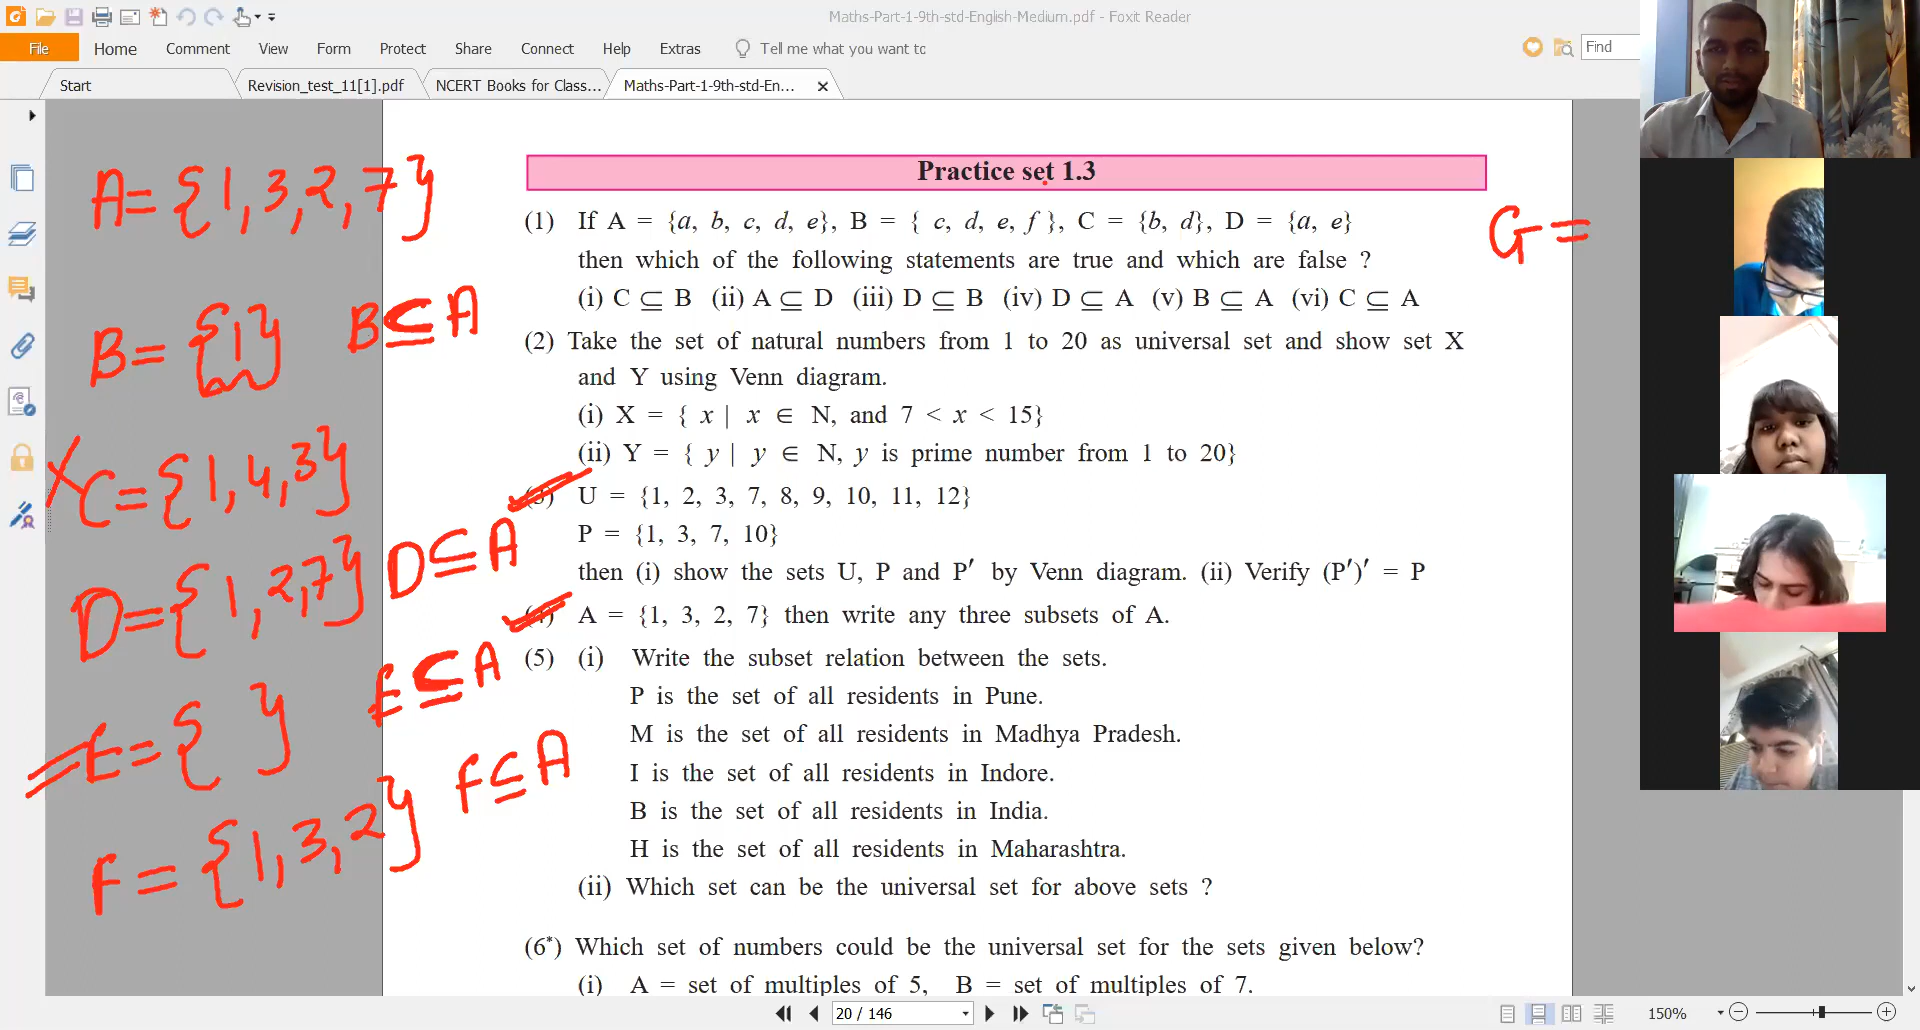 Maths-Part-1-9th-std-English-Medium.pdf - Foxit Reader
File Home Comment View Form Protect Share Connect Help Extras Tell me what you want to Find
Start Revision_test_11[1].pdf NCERT Books for Class... Maths-Part-1-9th-std-En...
Practice set 1.3
(1) If A = {a, b, c, d, e}, B = { c, d, e, f }, C = {b, d}, D = {a, e}
then which of the following statements are true and which are false ?
(i) C ⊆ B (ii) A ⊆ D (iii) D ⊆ B (iv) D ⊆ A (v) B ⊆ A (vi) C ⊆ A
(2) Take the set of natural numbers from 1 to 20 as universal set and show set X
and Y using Venn diagram.
(i) X = { x | x ∈ N, and 7 < x < 15}
(ii) Y = { y | y ∈ N, y is prime number from 1 to 20}
(3) U = {1, 2, 3, 7, 8, 9, 10, 11, 12}
P = {1, 3, 7, 10}
then (i) show the sets U, P and P′ by Venn diagram. (ii) Verify (P′)′ = P
(4) A = {1, 3, 2, 7} then write any three subsets of A.
(5) (i) Write the subset relation between the sets.
P is the set of all residents in Pune.
M is the set of all residents in Madhya Pradesh.
I is the set of all residents in Indore.
B is the set of all residents in India.
H is the set of all residents in Maharashtra.
(ii) Which set can be the universal set for above sets ?
(6*) Which set of numbers could be the universal set for the sets given below?
(i) A = set of multiples of 5, B = set of multiples of 7.
A = {1, 3, 2, 7}
B = {1} B ⊆ A
X C = {1, 4, 3}
D = {1, 2, 7} D ⊆ A
E = { } E ⊆ A
F = {1, 3, 2} F ⊆ A
G =
20 / 146
150%